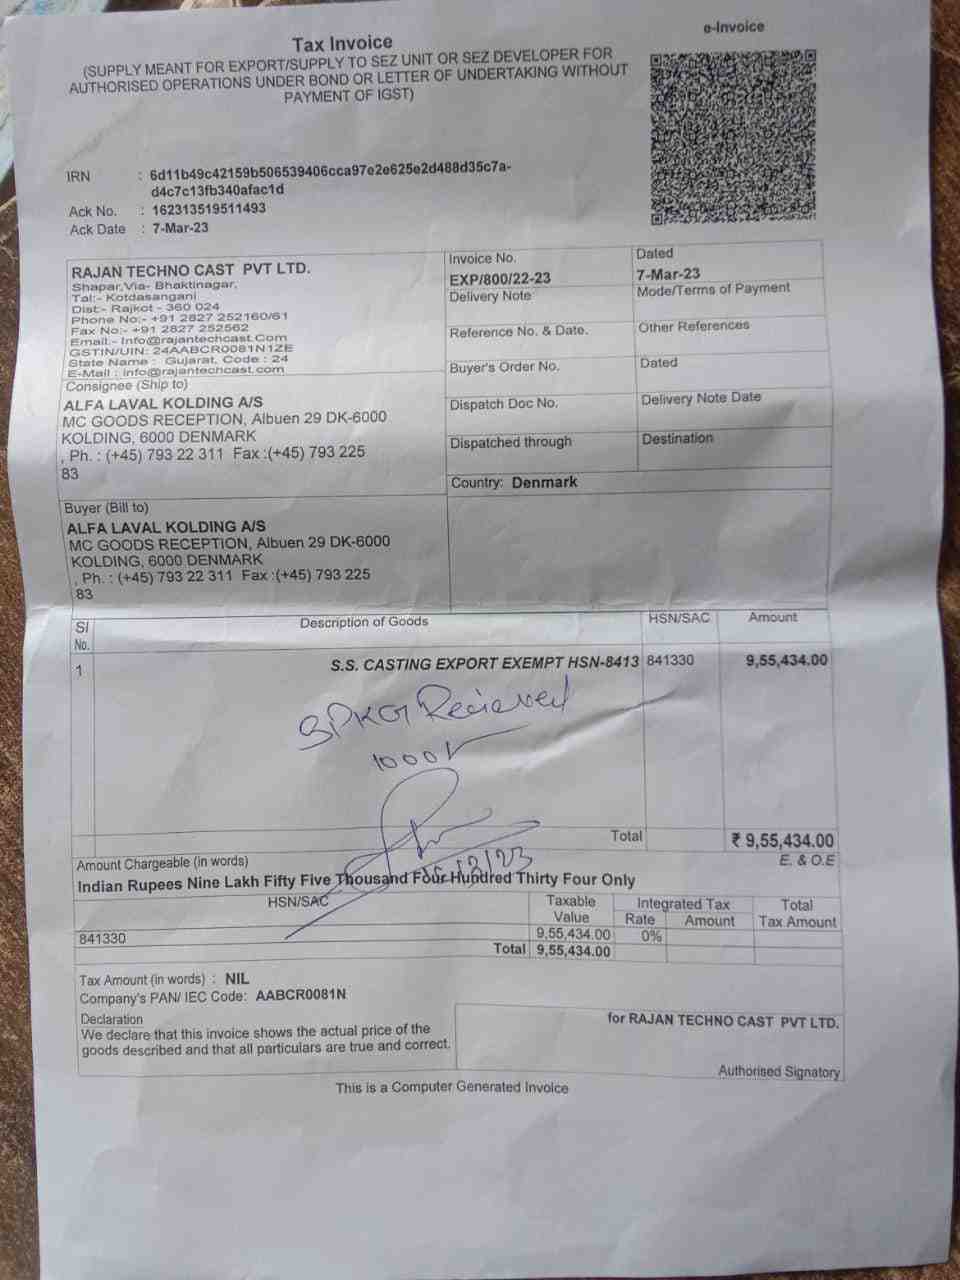 e-Invoice
Tax Invoice
(SUPPLY MEANT FOR EXPORT/SUPPLY TO SEZ UNIT OR SEZ DEVELOPER FOR
AUTHORISED OPERATIONS UNDER BOND OR LETTER OF UNDERTAKING WITHOUT
PAYMENT OF IGST)
IRN : 6d11b49c42159b506539406cca97e2e625e2d488d35c7a-
d4c7c13fb340afac1d
Ack No. : 162313519511493
Ack Date : 7-Mar-23
RAJAN TECHNO CAST PVT LTD.
Shapar,Via- Bhaktinagar,
Tal:- Kotdasangani
Dist:- Rajkot - 360 024
Phone No:- +91 2827 252160/61
Fax No:- +91 2827 252562
Email:- Info@rajantechcast.Com
GSTIN/UIN: 24AABCR0081N1ZE
State Name : Gujarat, Code : 24
E-Mail : info@rajantechcast.com
Invoice No.
EXP/800/22-23
Dated
7-Mar-23
Delivery Note
Mode/Terms of Payment
Reference No. & Date.
Other References
Buyer's Order No.
Dated
Dispatch Doc No.
Delivery Note Date
Dispatched through
Destination
Country: Denmark
Consignee (Ship to)
ALFA LAVAL KOLDING A/S
MC GOODS RECEPTION, Albuen 29 DK-6000
KOLDING, 6000 DENMARK
, Ph. : (+45) 793 22 311 Fax :(+45) 793 225
83
Buyer (Bill to)
ALFA LAVAL KOLDING A/S
MC GOODS RECEPTION, Albuen 29 DK-6000
KOLDING, 6000 DENMARK
, Ph. : (+45) 793 22 311 Fax :(+45) 793 225
83
Sl No. Description of Goods HSN/SAC Amount
1 S.S. CASTING EXPORT EXEMPT HSN-8413 841330 9,55,434.00
PKG Recieved
1000/-
Total ₹ 9,55,434.00
Amount Chargeable (in words) E. & O.E
Indian Rupees Nine Lakh Fifty Five Thousand Four Hundred Thirty Four Only
HSN/SAC Taxable Value Integrated Tax Rate Amount Total Tax Amount
841330 9,55,434.00 0%
Total 9,55,434.00
Tax Amount (in words) : NIL
Company's PAN/ IEC Code: AABCR0081N
Declaration
We declare that this invoice shows the actual price of the
goods described and that all particulars are true and correct.
for RAJAN TECHNO CAST PVT LTD.
Authorised Signatory
This is a Computer Generated Invoice